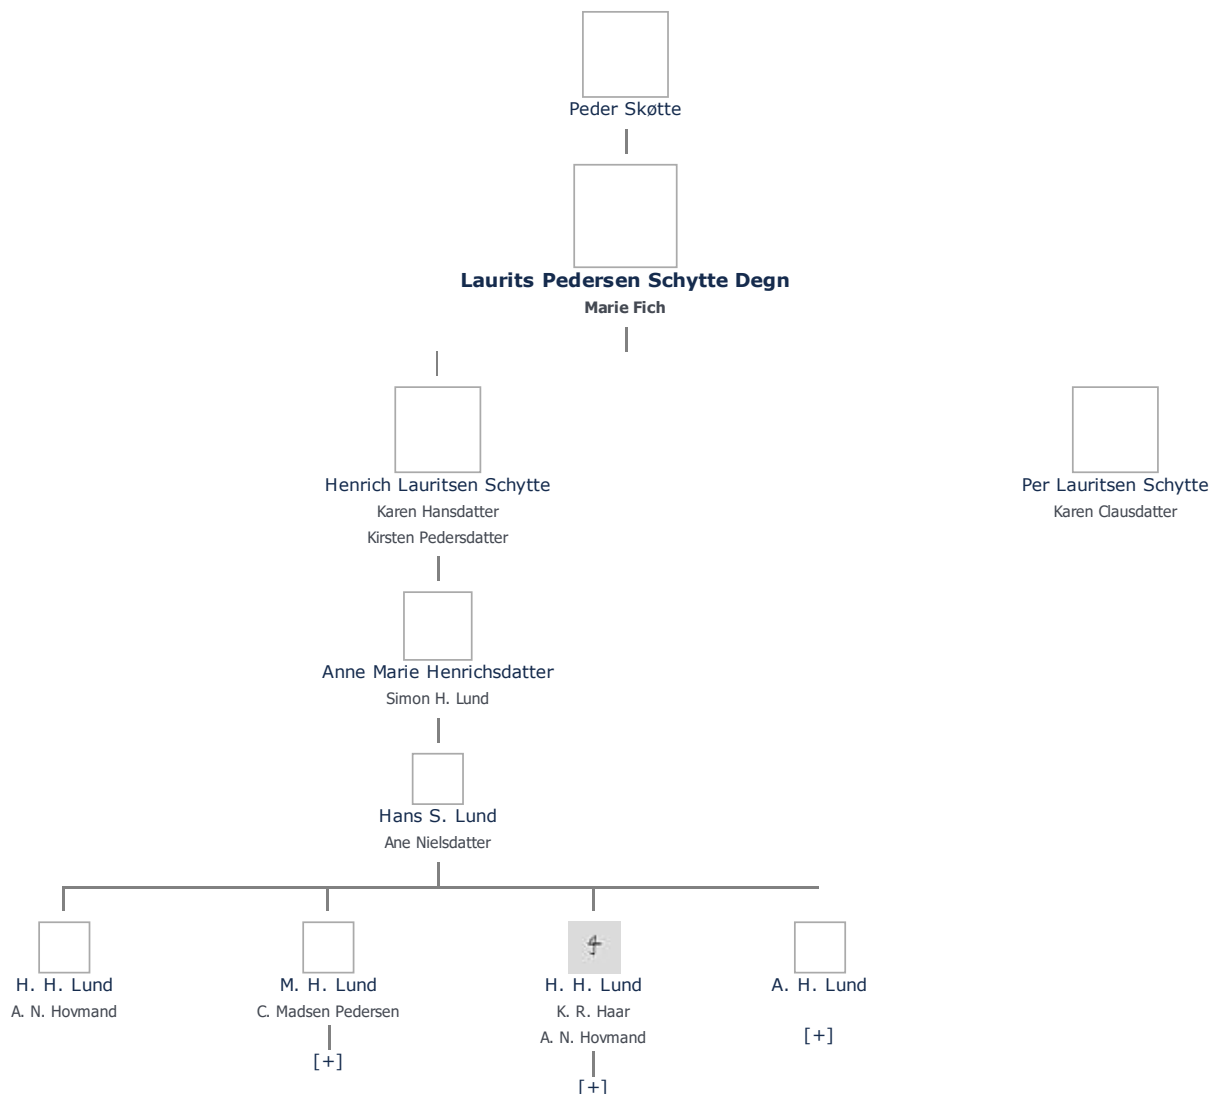 Peder Skøtte
Laurits Pedersen Schytte Degn
Marie Fich
Henrich Lauritsen Schytte
Karen Hansdatter
Kirsten Pedersdatter
Per Lauritsen Schytte
Karen Clausdatter
Anne Marie Henrichsdatter
Simon H. Lund
Hans S. Lund
Ane Nielsdatter
H. H. Lund
A. N. Hovmand
M. H. Lund
C. Madsen Pedersen
[+]
H. H. Lund
K. R. Haar
A. N. Hovmand
[+]
A. H. Lund
[+]